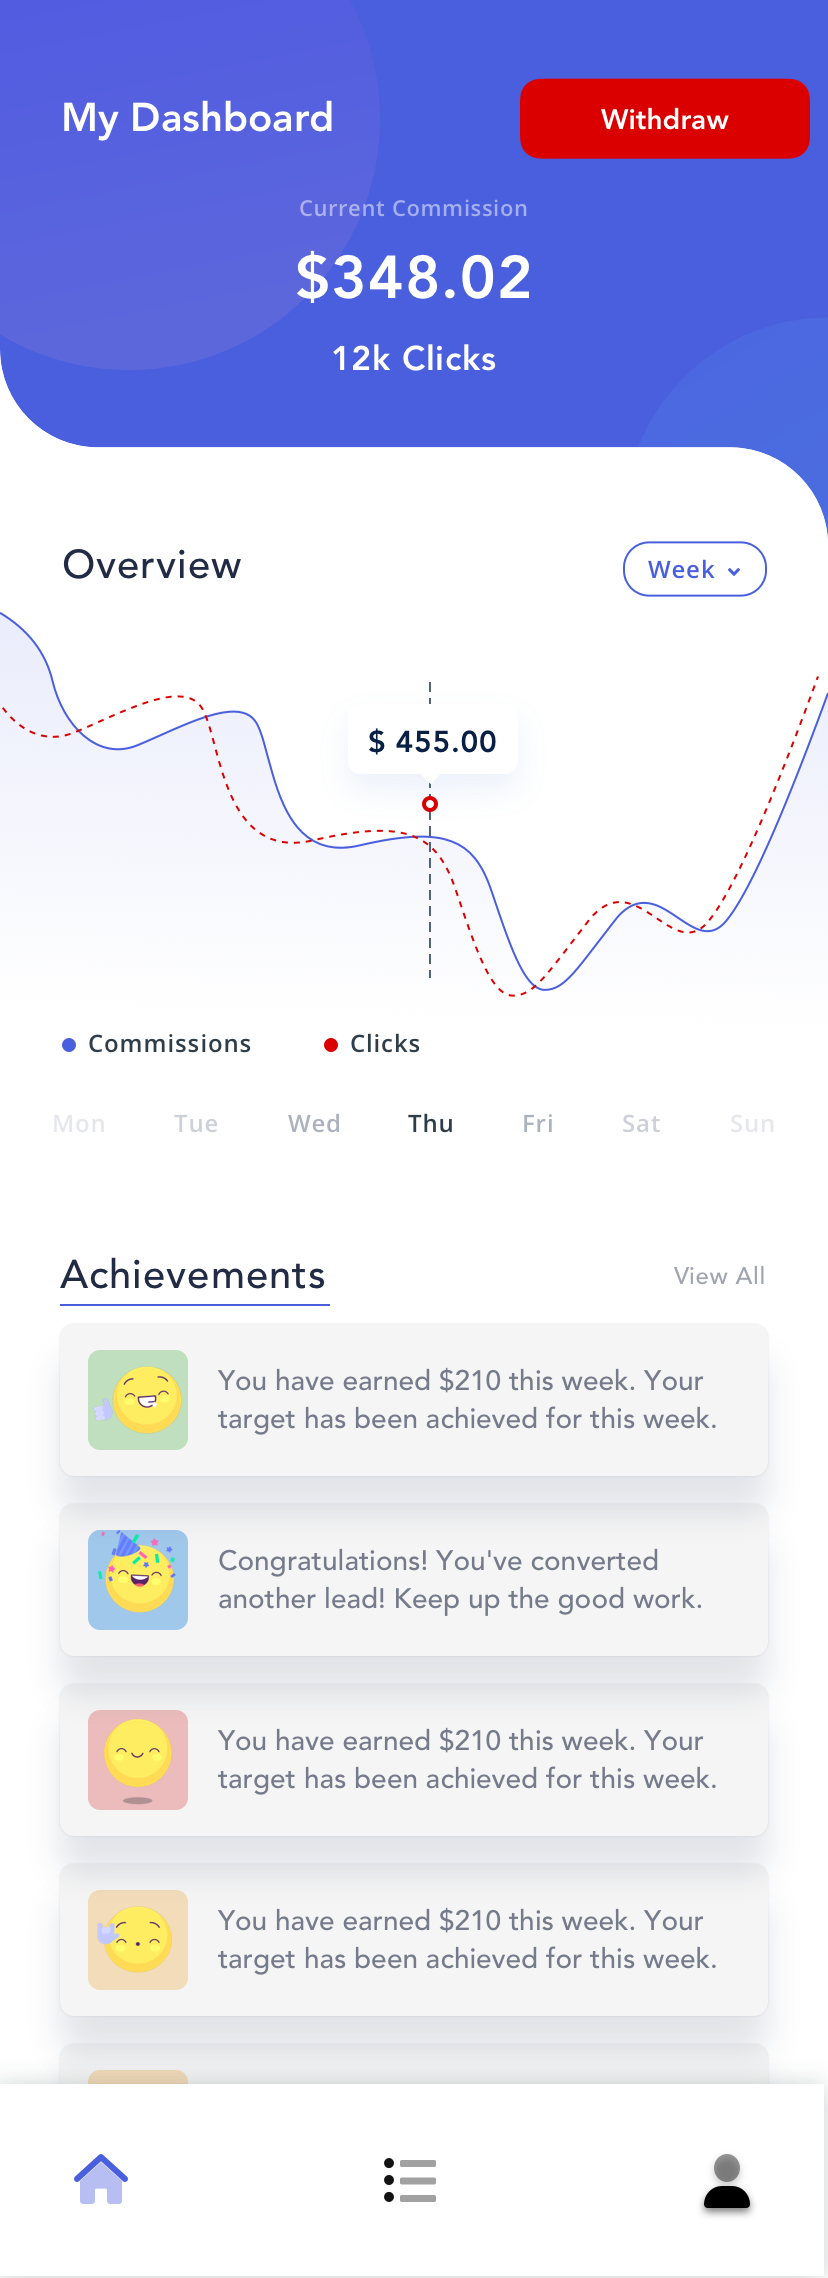 My Dashboard
Withdraw
Current Commission
$348.02
12k Clicks
Overview
Week
$ 455.00
Commissions
Clicks
Mon Tue Wed Thu Fri Sat Sun
Achievements
View All
You have earned $210 this week. Your
target has been achieved for this week.
Congratulations! You've converted
another lead! Keep up the good work.
You have earned $210 this week. Your
target has been achieved for this week.
You have earned $210 this week. Your
target has been achieved for this week.